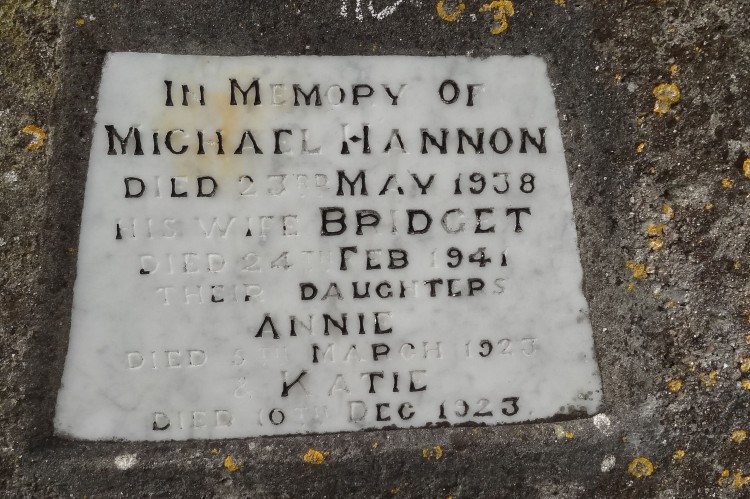 IN MEMORY OF
MICHAEL HANNON
DIED 23RD MAY 1938
HIS WIFE BRIDGET
DIED 24TH FEB 1941
THEIR DAUGHTERS
ANNIE
DIED 5TH MARCH 1923
& KATIE
DIED 10TH DEC 1923